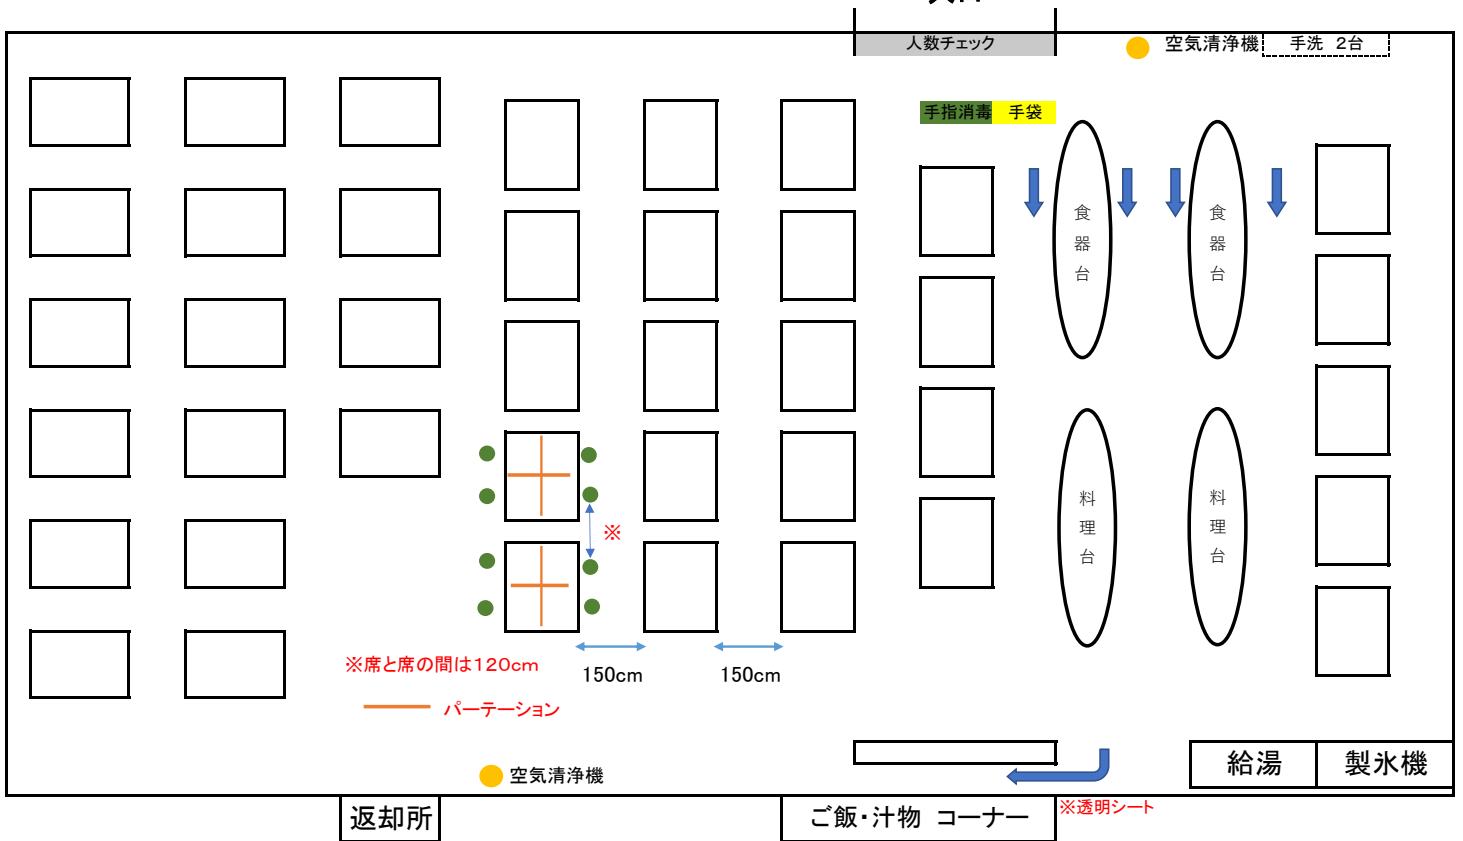 人数チェック
空気清浄機
手洗 2台
手指消毒
手袋
食器台
食器台
料理台
料理台
※
※席と席の間は120cm
150cm
150cm
パーテーション
空気清浄機
給湯
製氷機
返却所
ご飯・汁物 コーナー
※透明シート